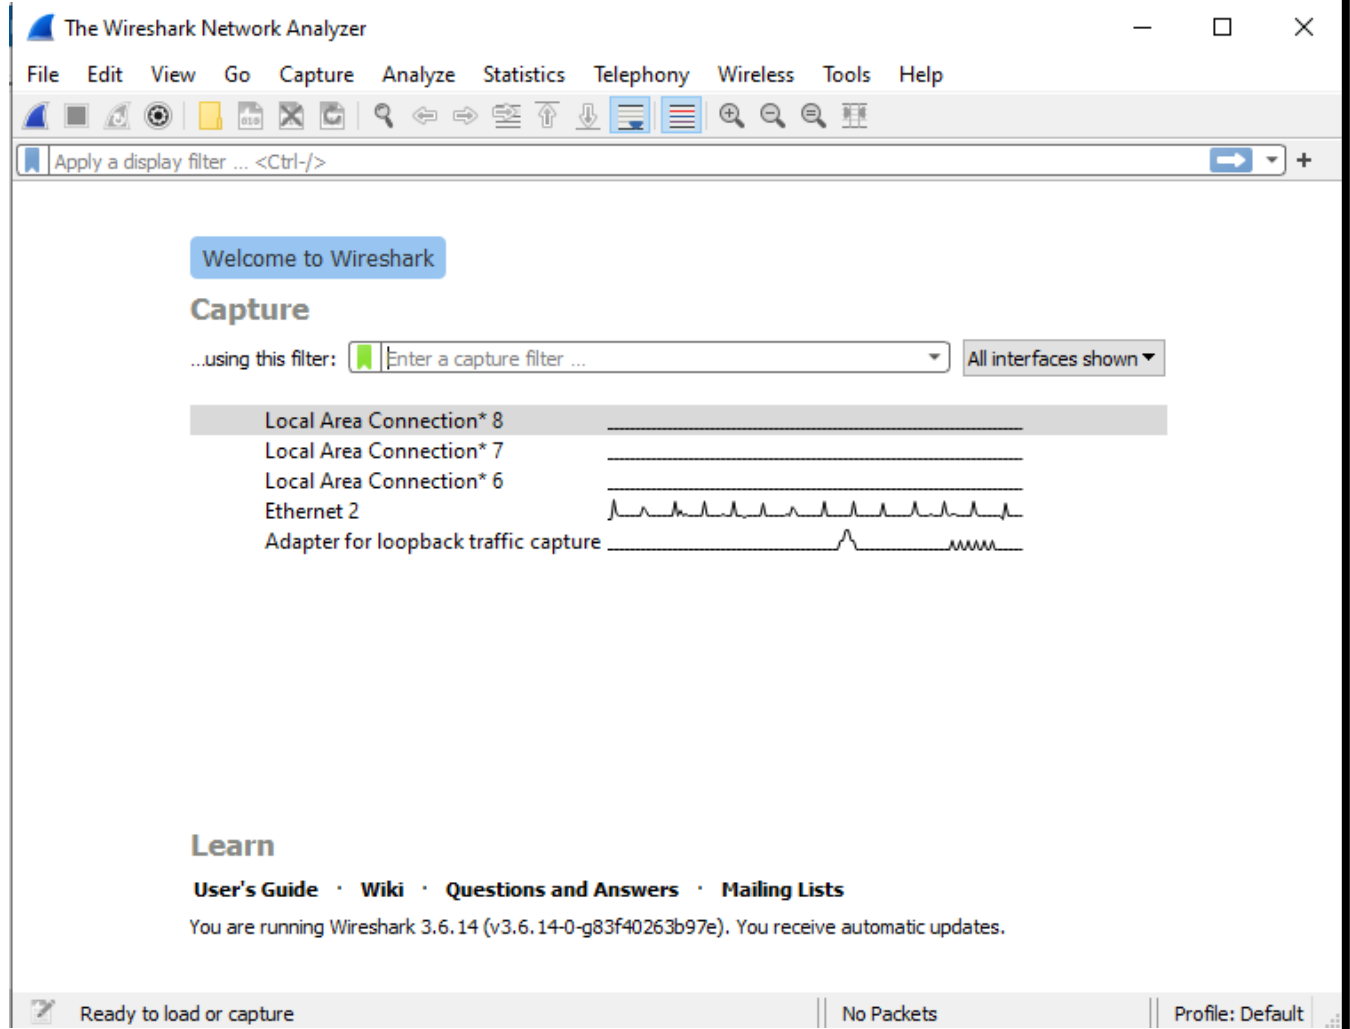 The Wireshark Network Analyzer
File Edit View Go Capture Analyze Statistics Telephony Wireless Tools Help
Apply a display filter ... <Ctrl-/>
Welcome to Wireshark
Capture
...using this filter: Enter a capture filter ... All interfaces shown
Local Area Connection* 8
Local Area Connection* 7
Local Area Connection* 6
Ethernet 2
Adapter for loopback traffic capture
Learn
User's Guide · Wiki · Questions and Answers · Mailing Lists
You are running Wireshark 3.6.14 (v3.6.14-0-g83f40263b97e). You receive automatic updates.
Ready to load or capture No Packets Profile: Default